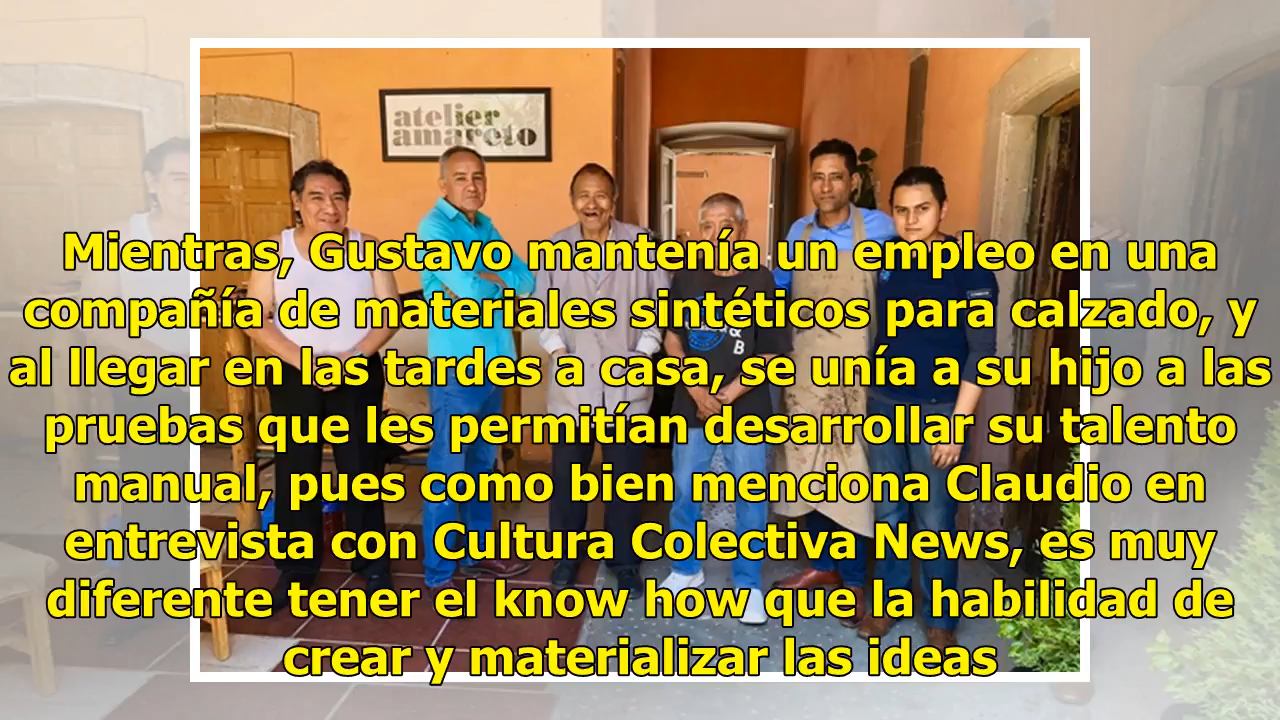 atelier
amareto
Mientras, Gustavo mantenía un empleo en una
compañía de materiales sintéticos para calzado, y
al llegar en las tardes a casa, se unía a su hijo a las
pruebas que les permitían desarrollar su talento
manual, pues como bien menciona Claudio en
entrevista con Cultura Colectiva News, es muy
diferente tener el know how que la habilidad de
crear y materializar las ideas